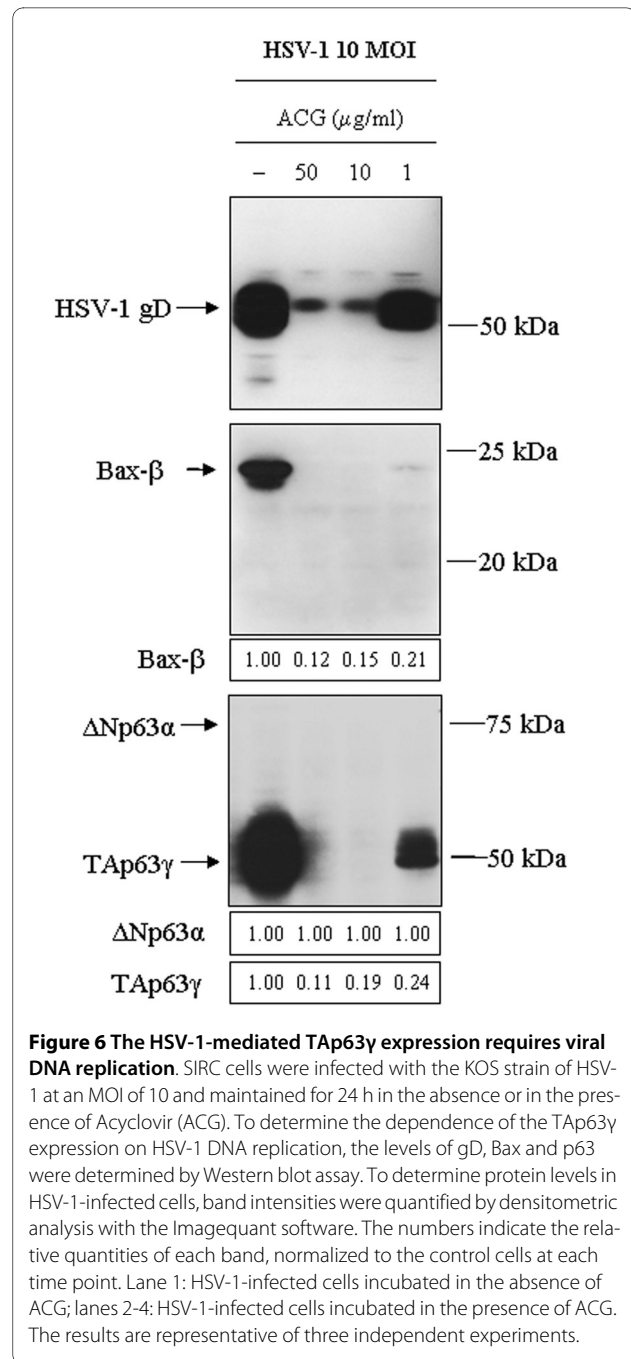 HSV-1 10 MOI
ACG (μg/ml)
– 50 10 1
HSV-1 gD
50 kDa
Bax-β
25 kDa
20 kDa
Bax-β 1.00 0.12 0.15 0.21
ΔNp63α
75 kDa
TAp63γ
50 kDa
ΔNp63α 1.00 1.00 1.00 1.00
TAp63γ 1.00 0.11 0.19 0.24
Figure 6 The HSV-1-mediated TAp63γ expression requires viral
DNA replication. SIRC cells were infected with the KOS strain of HSV-
1 at an MOI of 10 and maintained for 24 h in the absence or in the pres-
ence of Acyclovir (ACG). To determine the dependence of the TAp63γ
expression on HSV-1 DNA replication, the levels of gD, Bax and p63
were determined by Western blot assay. To determine protein levels in
HSV-1-infected cells, band intensities were quantified by densitometric
analysis with the Imagequant software. The numbers indicate the rela-
tive quantities of each band, normalized to the control cells at each
time point. Lane 1: HSV-1-infected cells incubated in the absence of
ACG; lanes 2-4: HSV-1-infected cells incubated in the presence of ACG.
The results are representative of three independent experiments.